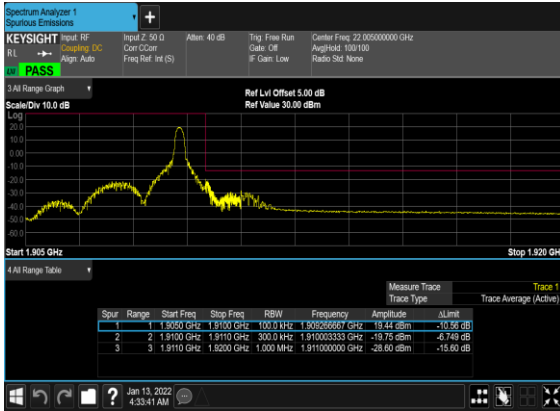 Spectrum Analyzer 1
Spurious Emissions
KEYSIGHT Input: RF Input Z: 50 Ω Atten: 40 dB Trig: Free Run Center Freq: 22.005000000 GHz
RL Coupling: DC Corr CCorr Gate: Off Avg|Hold: 100/100
Align: Auto Freq Ref: Int (S) IF Gain: Low Radio Std: None
PASS
3 All Range Graph
Ref Lvl Offset 5.00 dB
Scale/Div 10.0 dB Ref Value 30.00 dBm
Log
20.0
10.0
0.00
-10.0
-20.0
-30.0
-40.0
-50.0
-60.0
Start 1.905 GHz Stop 1.920 GH
4 All Range Table
Measure Trace Trace 1
Trace Type Trace Average (Active)
Spur Range Start Freq Stop Freq RBW Frequency Amplitude ΔLimit
1 1 1.9050 GHz 1.9100 GHz 100.0 kHz 1.909266667 GHz 19.44 dBm -10.56 dB
2 2 1.9100 GHz 1.9110 GHz 300.0 kHz 1.910003333 GHz -19.75 dBm -6.749 dB
3 3 1.9110 GHz 1.9200 GHz 1.000 MHz 1.911000000 GHz -28.60 dBm -15.60 dB
Jan 13, 2022
4:33:41 AM